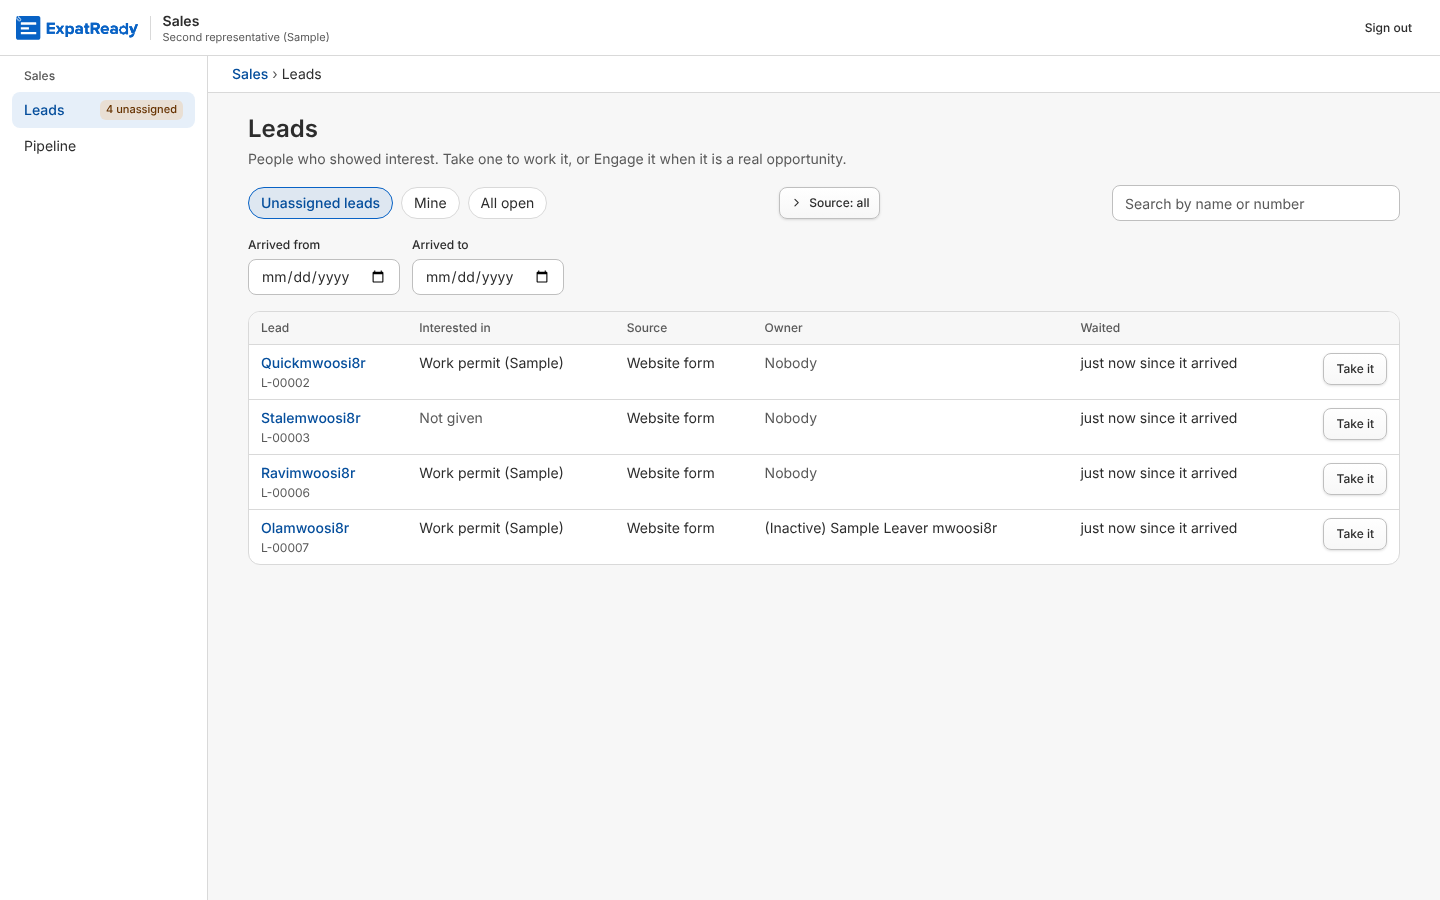 ExpatReady
Sales
Second representative (Sample)
Sign out
Sales
Leads
4 unassigned
Pipeline
Sales › Leads
Leads
People who showed interest. Take one to work it, or Engage it when it is a real opportunity.
Unassigned leads
Mine
All open
Source: all
Search by name or number
Arrived from
Arrived to
mm/dd/yyyy
mm/dd/yyyy
Lead Interested in Source Owner Waited
Quickmwoosi8r Work permit (Sample) Website form Nobody just now since it arrived Take it
L-00002
Stalemwoosi8r Not given Website form Nobody just now since it arrived Take it
L-00003
Ravimwoosi8r Work permit (Sample) Website form Nobody just now since it arrived Take it
L-00006
Olamwoosi8r Work permit (Sample) Website form (Inactive) Sample Leaver mwoosi8r just now since it arrived Take it
L-00007